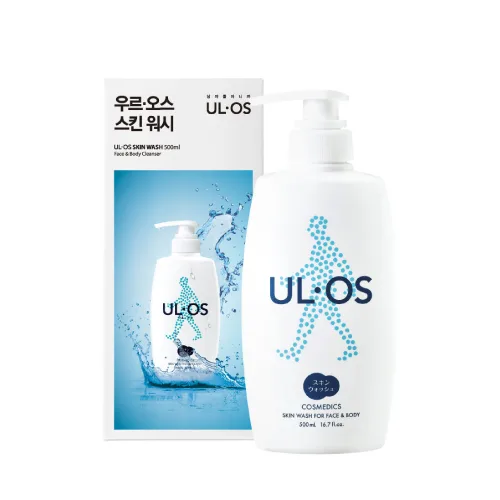 우르·오스
스킨 워시
UL·OS SKIN WASH 500ml
Face & Body Cleanser
UL·OS
UL·OS
UL·OS
スキン
ウォッシュ
COSMEDICS
SKIN WASH FOR FACE & BODY
500mL 16.7 fl.oz.